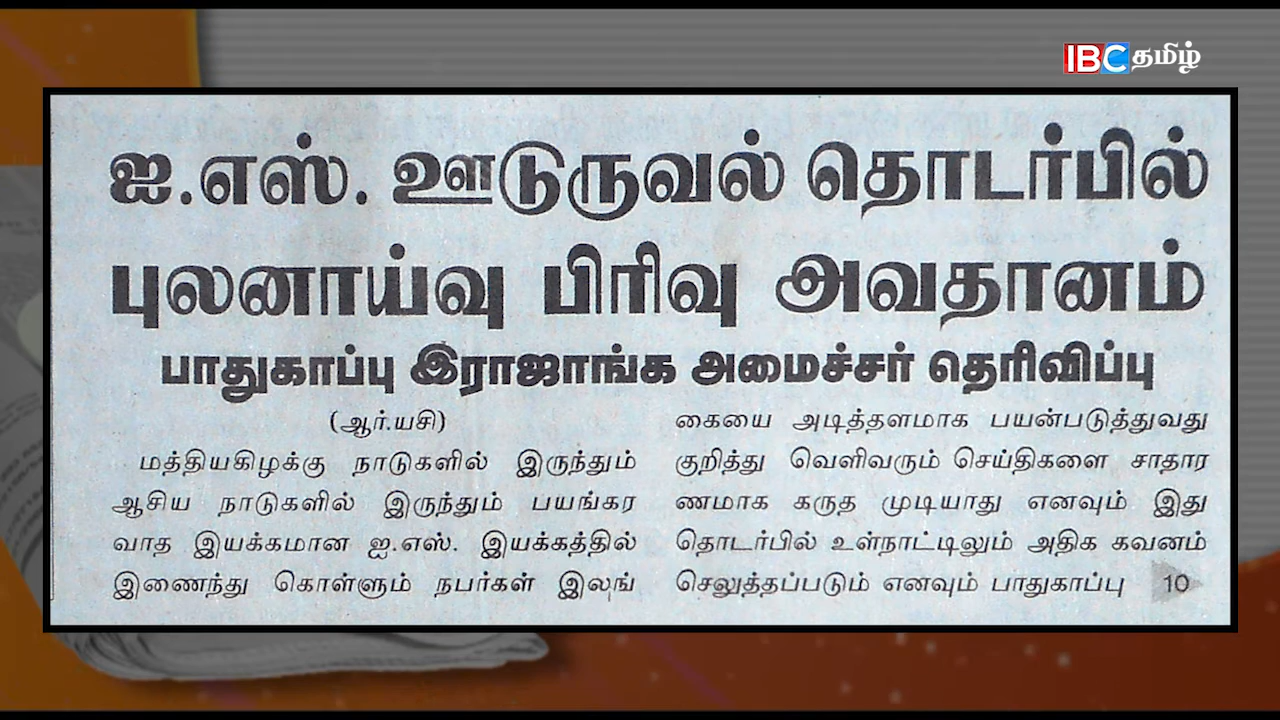 IBC தமிழ்
ஐ.எஸ். ஊடுருவல் தொடர்பில்
புலனாய்வு பிரிவு அவதானம்
பாதுகாப்பு இராஜாங்க அமைச்சர் தெரிவிப்பு
(ஆர்.யசி)
மத்தியகிழக்கு நாடுகளில் இருந்தும்
ஆசிய நாடுகளில் இருந்தும் பயங்கர
வாத இயக்கமான ஐ.எஸ். இயக்கத்தில்
இணைந்து கொள்ளும் நபர்கள் இலங்
கையை அடித்தளமாக பயன்படுத்துவது
குறித்து வெளிவரும் செய்திகளை சாதார
ணமாக கருத முடியாது எனவும் இது
தொடர்பில் உள்நாட்டிலும் அதிக கவனம்
செலுத்தப்படும் எனவும் பாதுகாப்பு 10